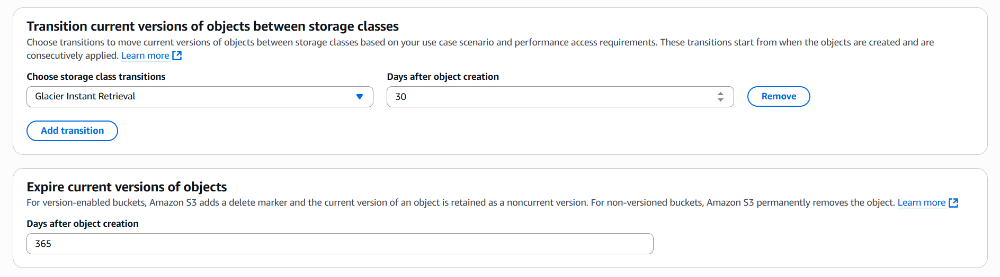 Transition current versions of objects between storage classes
Choose transitions to move current versions of objects between storage classes based on your use case scenario and performance access requirements. These transitions start from when the objects are created and are
consecutively applied. Learn more
Choose storage class transitions
Days after object creation
Glacier Instant Retrieval
30
Remove
Add transition
Expire current versions of objects
For version-enabled buckets, Amazon S3 adds a delete marker and the current version of an object is retained as a noncurrent version. For non-versioned buckets, Amazon S3 permanently removes the object. Learn more
Days after object creation
365